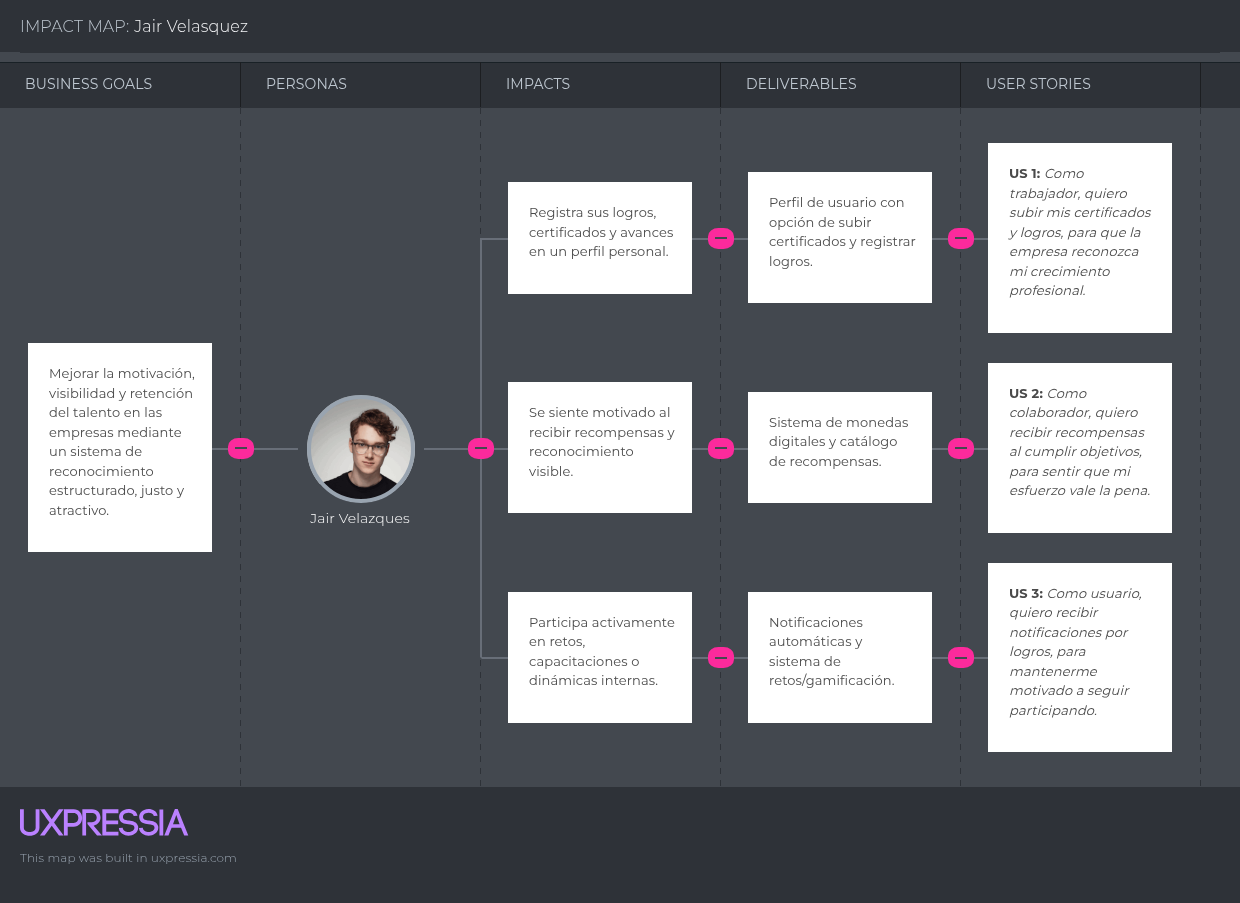 IMPACT MAP: Jair Velasquez
BUSINESS GOALS
PERSONAS
IMPACTS
DELIVERABLES
USER STORIES
Mejorar la motivación,
visibilidad y retención
del talento en las
empresas mediante
un sistema de
reconocimiento
estructurado, justo y
atractivo.
Jair Velazques
Registra sus logros,
certificados y avances
en un perfil personal.
Perfil de usuario con
opción de subir
certificados y registrar
logros.
US 1: Como
trabajador, quiero
subir mis certificados
y logros, para que la
empresa reconozca
mi crecimiento
profesional.
Se siente motivado al
recibir recompensas y
reconocimiento
visible.
Sistema de monedas
digitales y catálogo
de recompensas.
US 2: Como
colaborador, quiero
recibir recompensas
al cumplir objetivos,
para sentir que mi
esfuerzo vale la pena.
Participa activamente
en retos,
capacitaciones o
dinámicas internas.
Notificaciones
automáticas y
sistema de
retos/gamificación.
US 3: Como usuario,
quiero recibir
notificaciones por
logros, para
mantenerme
motivado a seguir
participando.
UXPRESSIA
This map was built in uxpressia.com